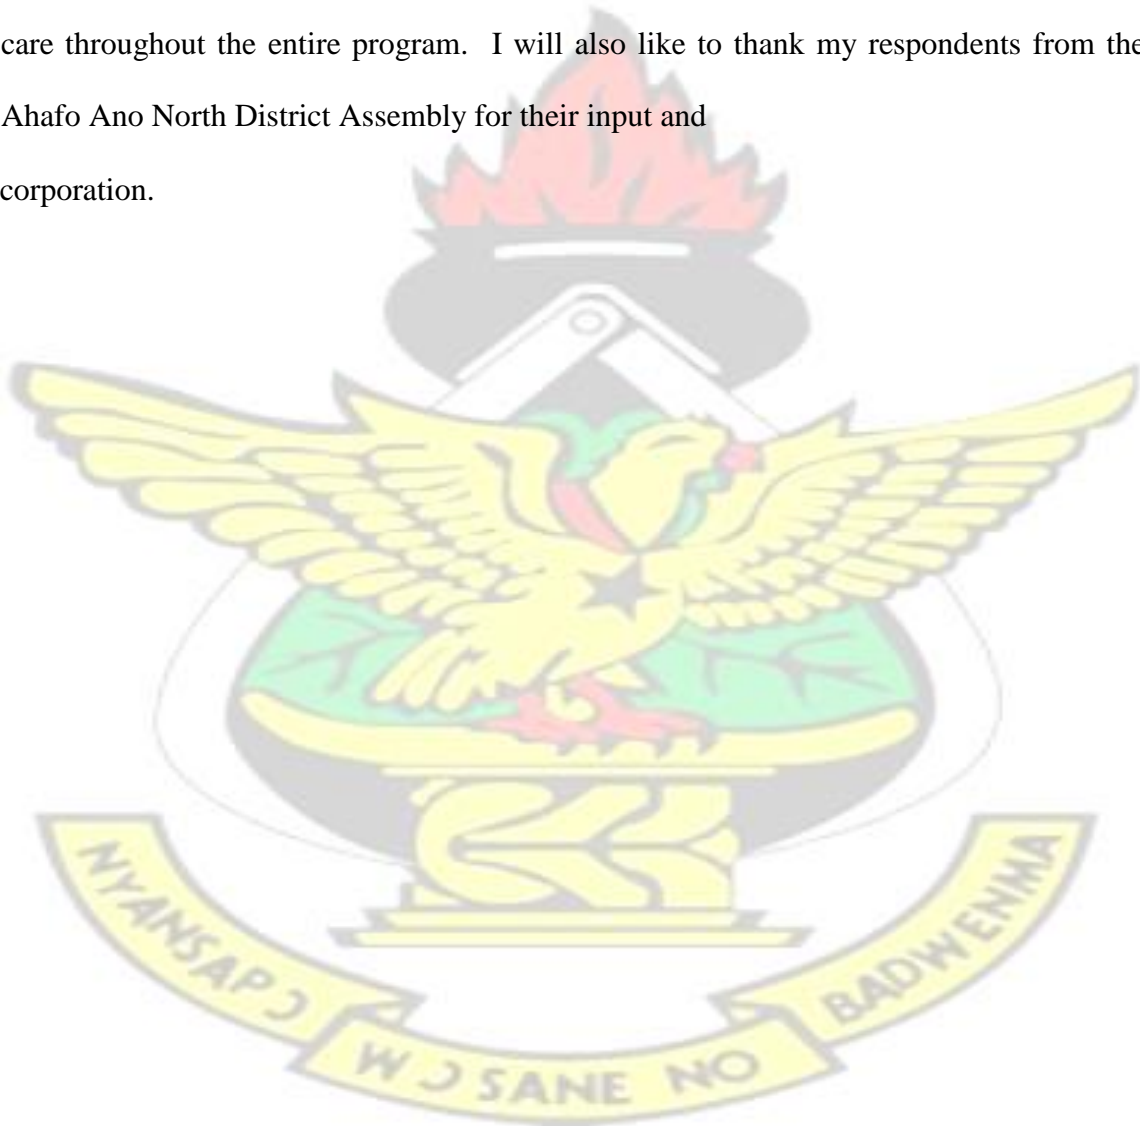 care throughout the entire program. I will also like to thank my respondents from the
Ahafo Ano North District Assembly for their input and
corporation.
NYANSAPƆ
WƆSANE NO
BADWENMA